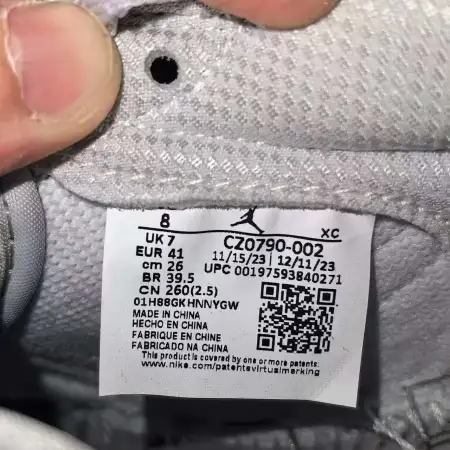 8
XC
UK 7
CZ0790-002
EUR 41
11/15/23 | 12/11/23
cm 26
UPC 00197593840271
BR 39.5
CN 260(2.5)
01H88GKHNNYGW
MADE IN CHINA
HECHO EN CHINA
FABRIQUE EN CHINE
FABRICADO NA CHINA
This product is covered by one or more patents:
www.nike.com/patentsvirtualmarking